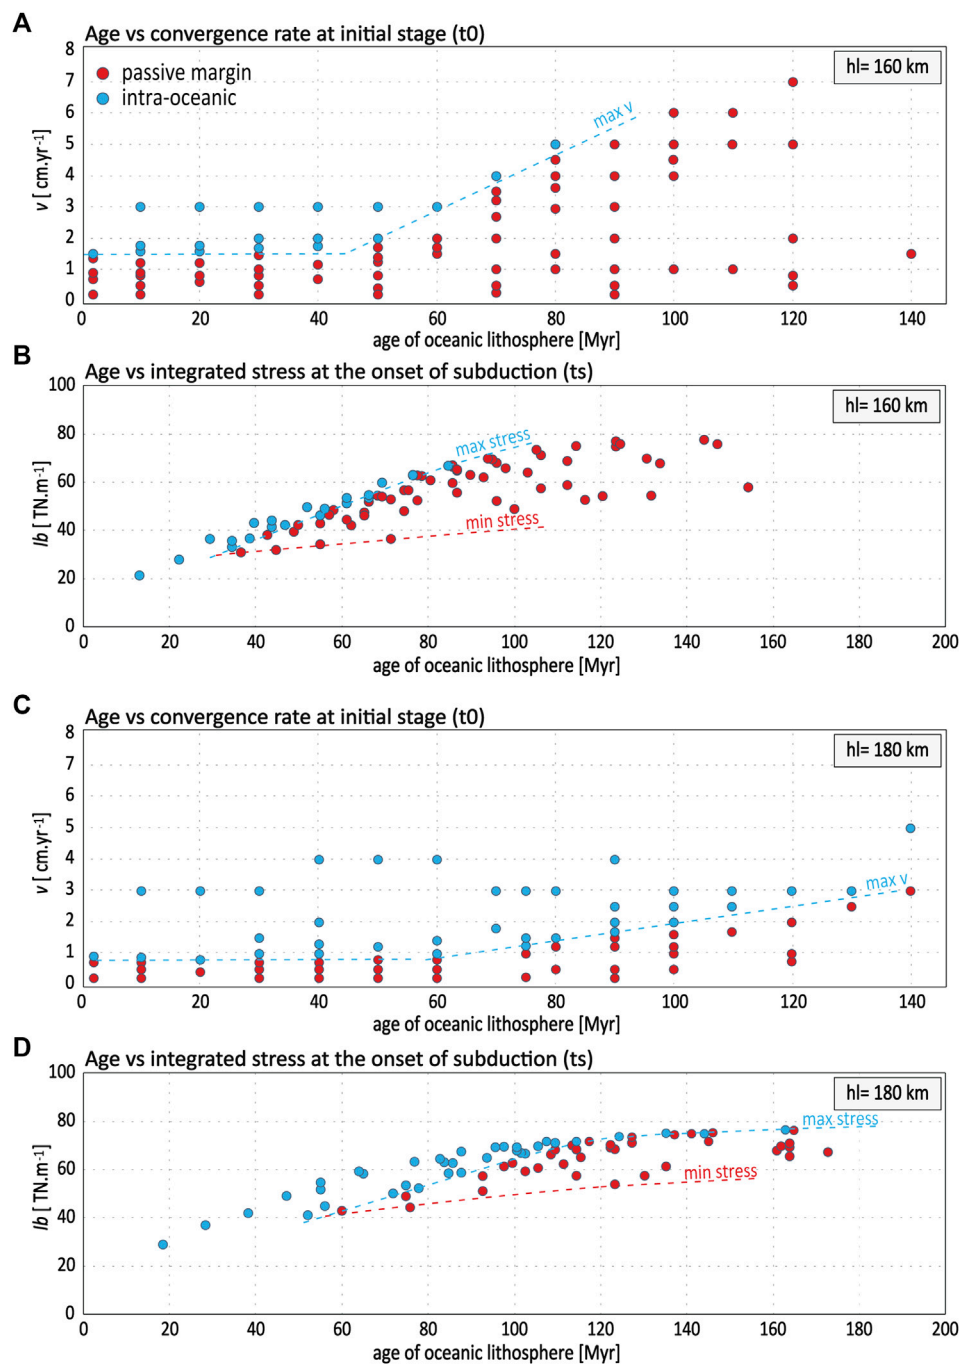 A
Age vs convergence rate at initial stage (t0)
8
7
6
5
4
3
2
1
0
v [ cm.yr-1]
passive margin
intra-oceanic
hl= 160 km
max v
0 20 40 60 80 100 120 140
age of oceanic lithosphere [Myr]
B
Age vs integrated stress at the onset of subduction (ts)
100
80
60
40
20
0
Ib [ TN.m-1]
hl= 160 km
max stress
min stress
0 20 40 60 80 100 120 140 160 180 200
age of oceanic lithosphere [Myr]
C
Age vs convergence rate at initial stage (t0)
8
7
6
5
4
3
2
1
0
v [ cm.yr-1]
hl= 180 km
max v
0 20 40 60 80 100 120 140
age of oceanic lithosphere [Myr]
D
Age vs integrated stress at the onset of subduction (ts)
100
80
60
40
20
0
Ib [ TN.m-1]
hl= 180 km
max stress
min stress
0 20 40 60 80 100 120 140 160 180 200
age of oceanic lithosphere [Myr]